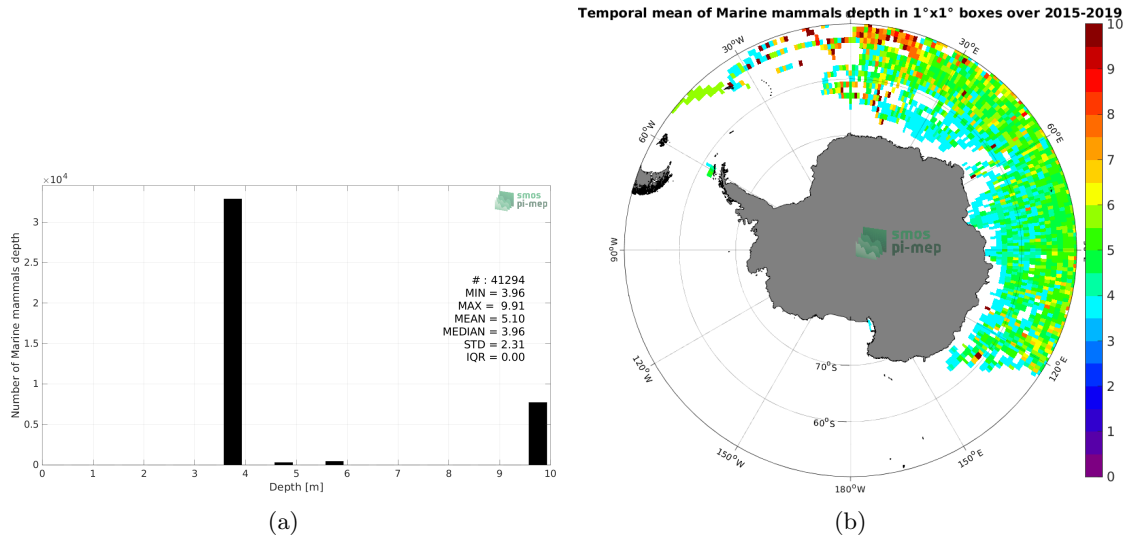 Temporal mean of Marine mammals depth in 1°x1° boxes over 2015-2019
×10⁴
3
2.5
2
1.5
1
0.5
0
Number of Marine mammals depth
smos
pi-mep
# : 41294
MIN = 3.96
MAX = 9.91
MEAN = 5.10
MEDIAN = 3.96
STD = 2.31
IQR = 0.00
0 1 2 3 4 5 6 7 8 9 10
Depth [m]
(a)
30°W
30°E
60°W
60°E
90°W
smos
pi-mep
120°W
120°E
70°S
60°S
150°W
150°E
180°W
10
9
8
7
6
5
4
3
2
1
0
(b)